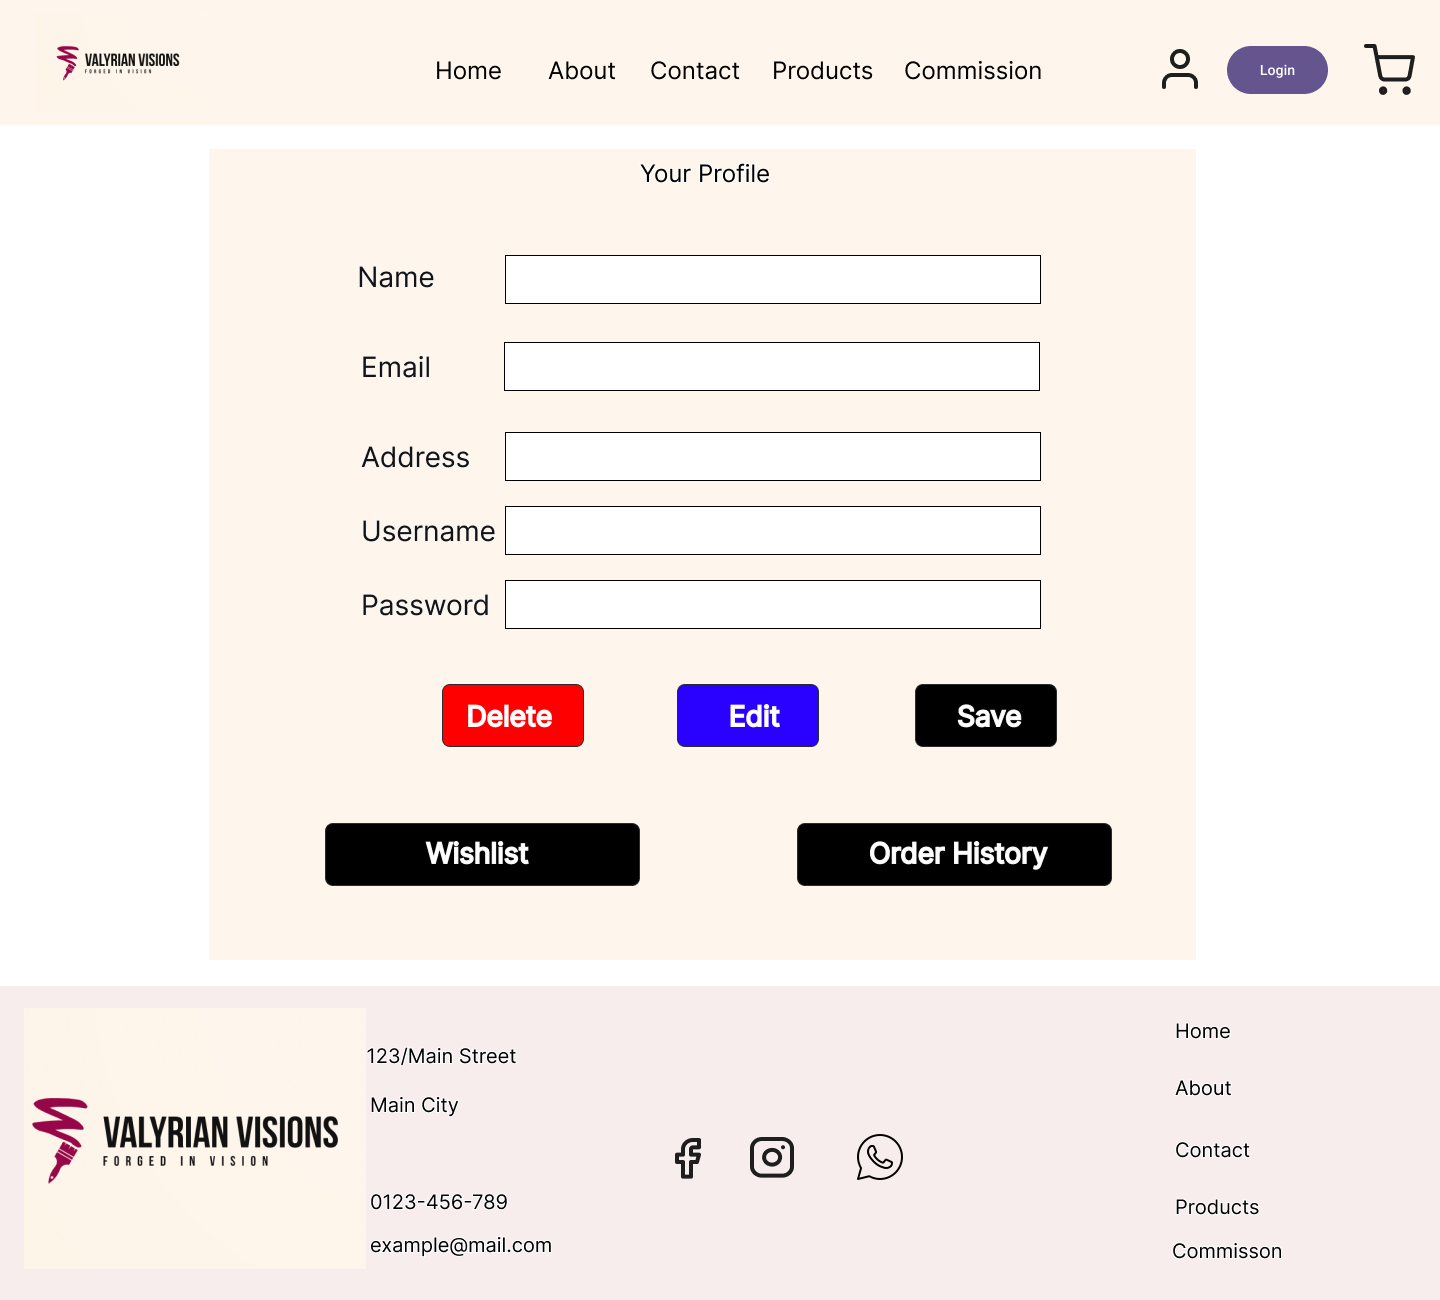 VALYRIAN VISIONS
FORGED IN VISION
Home About Contact Products Commission
Login
Your Profile
Name
Email
Address
Username
Password
Delete Edit Save
Wishlist Order History
VALYRIAN VISIONS
FORGED IN VISION
123/Main Street
Main City
0123-456-789
example@mail.com
Home
About
Contact
Products
Commisson